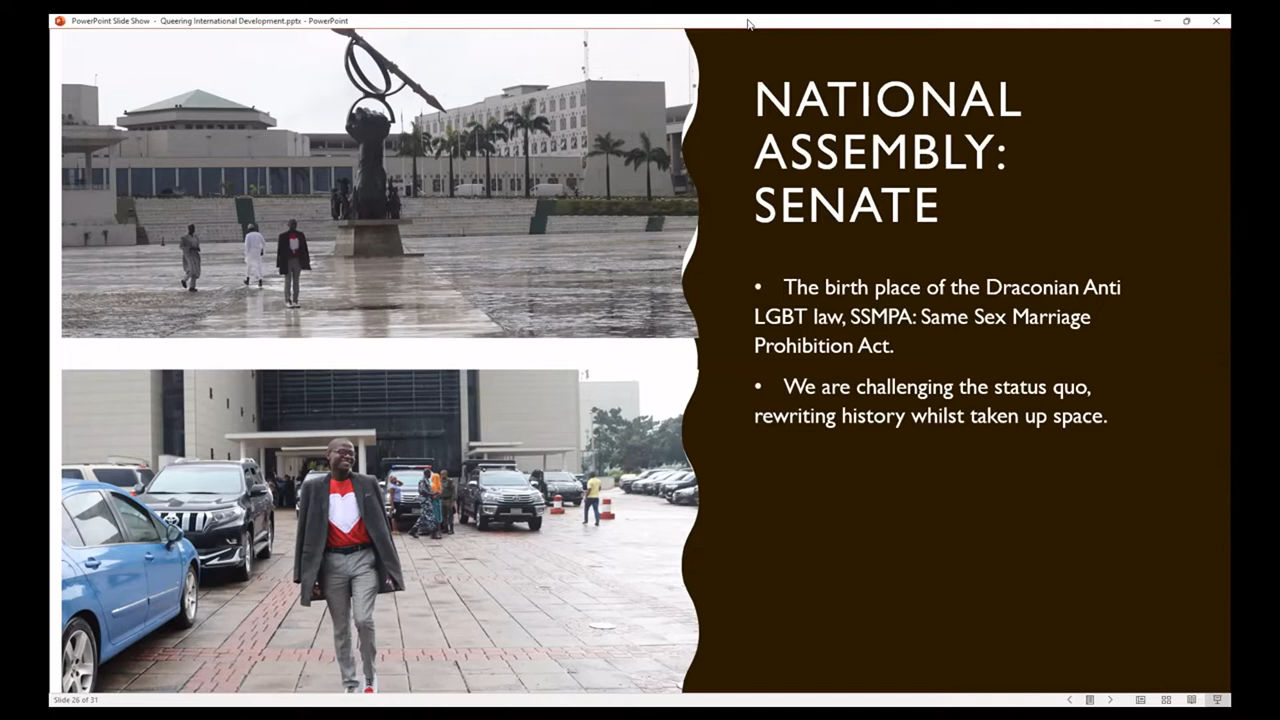 PowerPoint Slide Show - Queering International Development.pptx - PowerPoint
NATIONAL
ASSEMBLY:
SENATE
• The birth place of the Draconian Anti
LGBT law, SSMPA: Same Sex Marriage
Prohibition Act.
• We are challenging the status quo,
rewriting history whilst taken up space.
Slide 26 of 31